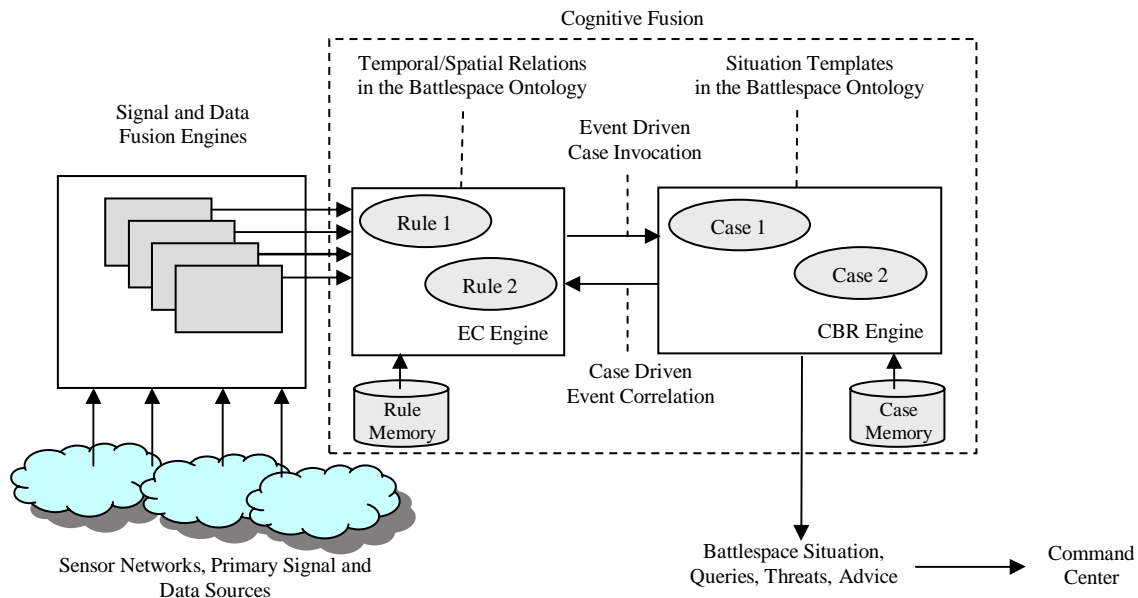 Cognitive Fusion
Temporal/Spatial Relations
in the Battlespace Ontology
Situation Templates
in the Battlespace Ontology
Signal and Data
Fusion Engines
Event Driven
Case Invocation
Rule 1
Rule 2
EC Engine
Case 1
Case 2
CBR Engine
Case Driven
Event Correlation
Rule
Memory
Case
Memory
Sensor Networks, Primary Signal and
Data Sources
Battlespace Situation,
Queries, Threats, Advice
Command
Center